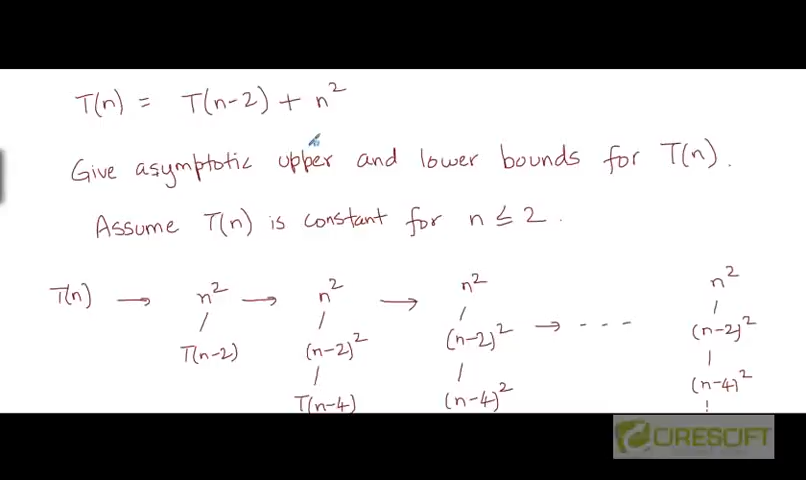 T(n) = T(n-2) + n²
Give asymptotic upper and lower bounds for T(n).
Assume T(n) is constant for n ≤ 2.
T(n) → n² → n² → n² → - - - n²
T(n-2) (n-2)² (n-2)² (n-2)²
T(n-4) (n-4)² (n-4)²
CIRESOFT